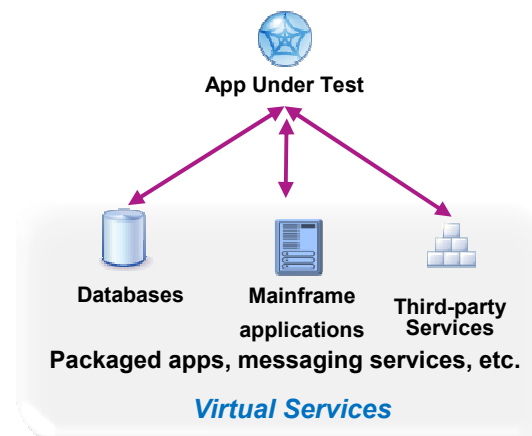 App Under Test
Databases
Mainframe
applications
Third-party
Services
Packaged apps, messaging services, etc.
Virtual Services